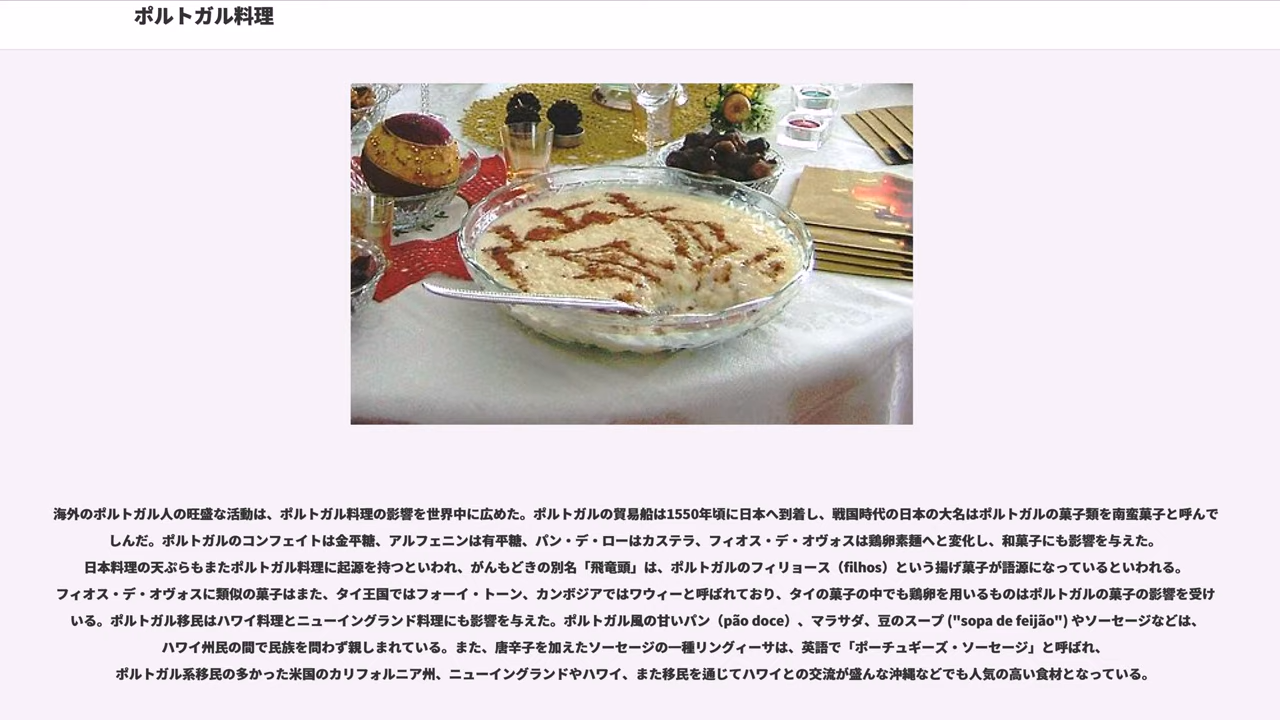 ポルトガル料理
海外のポルトガル人の旺盛な活動は、ポルトガル料理の影響を世界中に広めた。ポルトガルの貿易船は1550年頃に日本へ到着し、戦国時代の日本の大名はポルトガルの菓子類を南蛮菓子と呼んで
しんだ。ポルトガルのコンフェイトは金平糖、アルフェニンは有平糖、パン・デ・ローはカステラ、フィオス・デ・オヴォスは鶏卵素麺へと変化し、和菓子にも影響を与えた。
日本料理の天ぷらもまたポルトガル料理に起源を持つといわれ、がんもどきの別名「飛竜頭」は、ポルトガルのフィリョース（filhos）という揚げ菓子が語源になっているといわれる。
フィオス・デ・オヴォスに類似の菓子はまた、タイ王国ではフォーイ・トーン、カンボジアではワウィーと呼ばれており、タイの菓子の中でも鶏卵を用いるものはポルトガルの菓子の影響を受け
いる。ポルトガル移民はハワイ料理とニューイングランド料理にも影響を与えた。ポルトガル風の甘いパン（pão doce）、マラサダ、豆のスープ ("sopa de feijão") やソーセージなどは、
ハワイ州民の間で民族を問わず親しまれている。また、唐辛子を加えたソーセージの一種リングィーサは、英語で「ポーチュギーズ・ソーセージ」と呼ばれ、
ポルトガル系移民の多かった米国のカリフォルニア州、ニューイングランドやハワイ、また移民を通じてハワイとの交流が盛んな沖縄などでも人気の高い食材となっている。